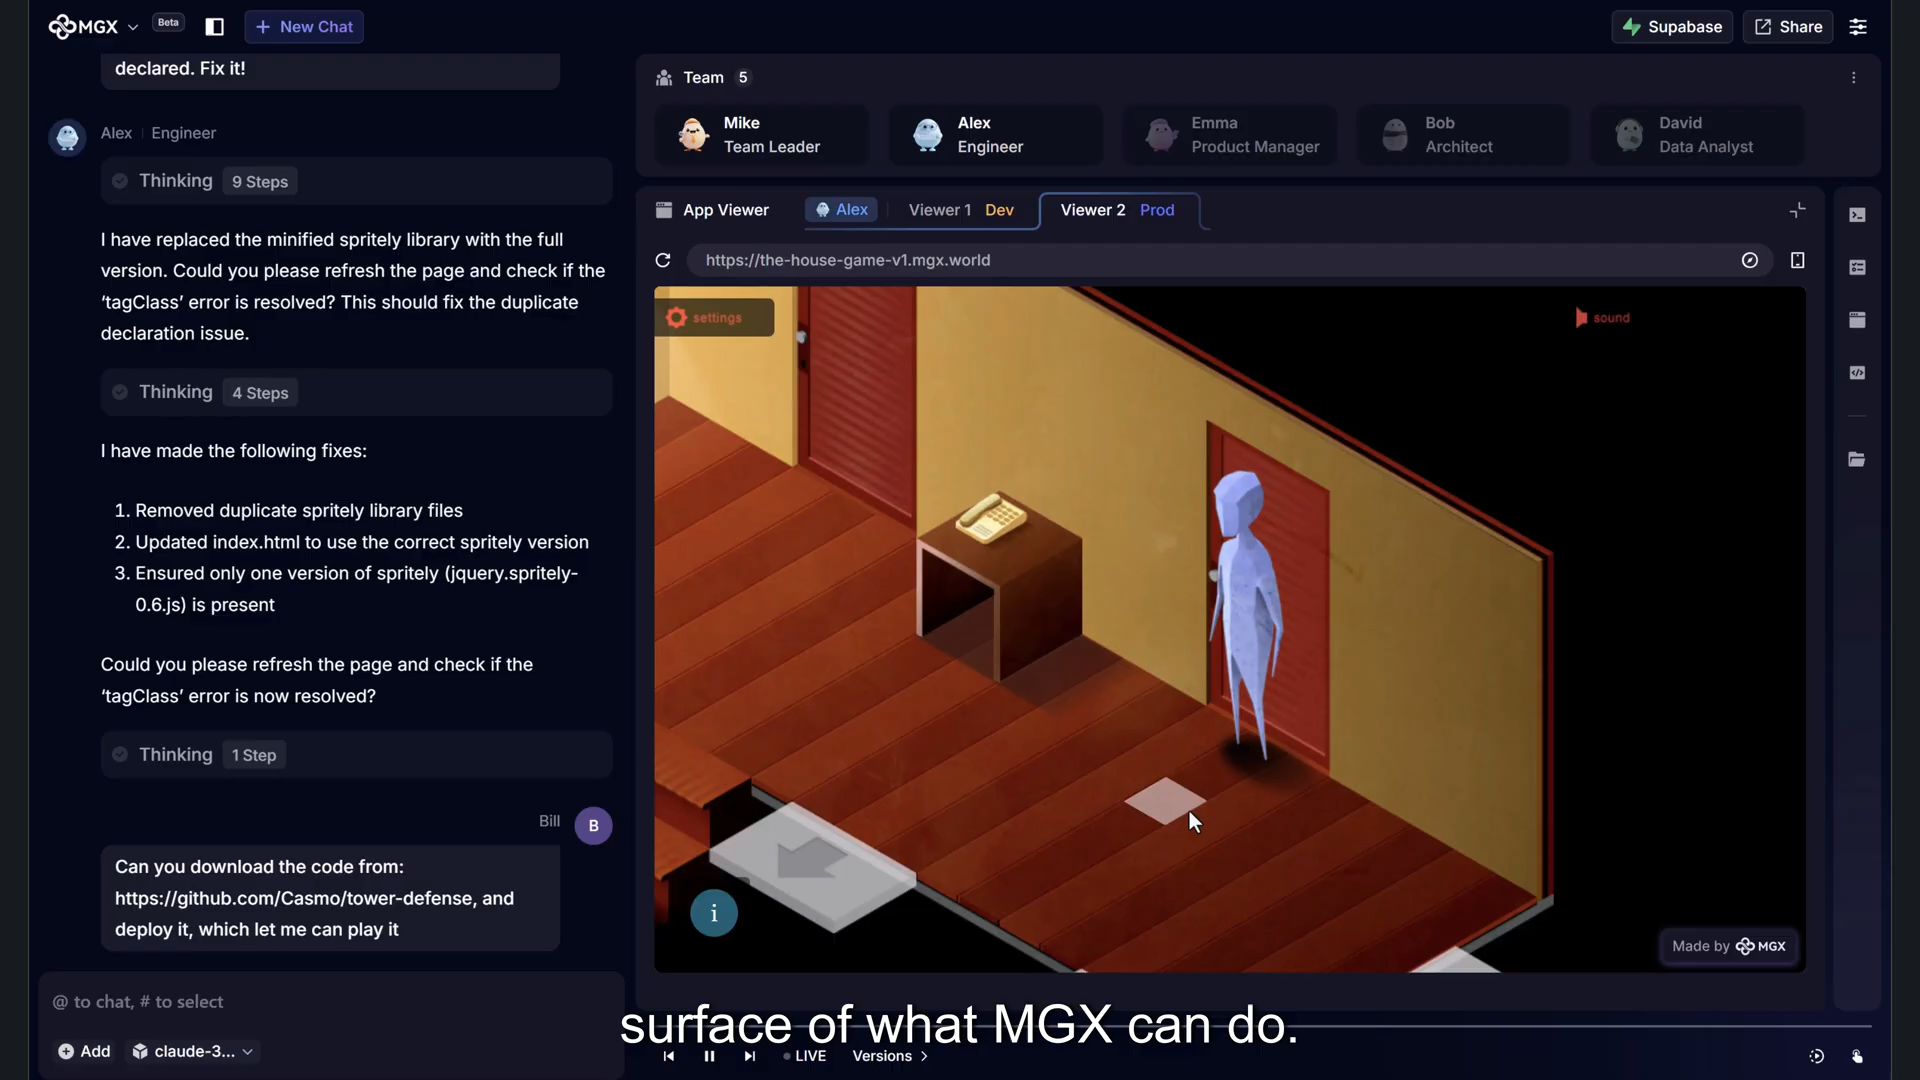 MGX
Beta
New Chat
Supabase
Share
declared. Fix it!
Alex | Engineer
Thinking 9 Steps
I have replaced the minified spritely library with the full
version. Could you please refresh the page and check if the
‘tagClass’ error is resolved? This should fix the duplicate
declaration issue.
Thinking 4 Steps
I have made the following fixes:
1. Removed duplicate spritely library files
2. Updated index.html to use the correct spritely version
3. Ensured only one version of spritely (jquery.spritely-
0.6.js) is present
Could you please refresh the page and check if the
‘tagClass’ error is now resolved?
Thinking 1 Step
Bill
B
Can you download the code from:
https://github.com/Casmo/tower-defense, and
deploy it, which let me can play it
@ to chat, # to select
Add claude-3...
Team 5
Mike
Team Leader
Alex
Engineer
Emma
Product Manager
Bob
Architect
David
Data Analyst
App Viewer
Alex
Viewer 1 Dev
Viewer 2 Prod
https://the-house-game-v1.mgx.world
settings
sound
i
Made by MGX
surface of what MGX can do.
LIVE
Versions